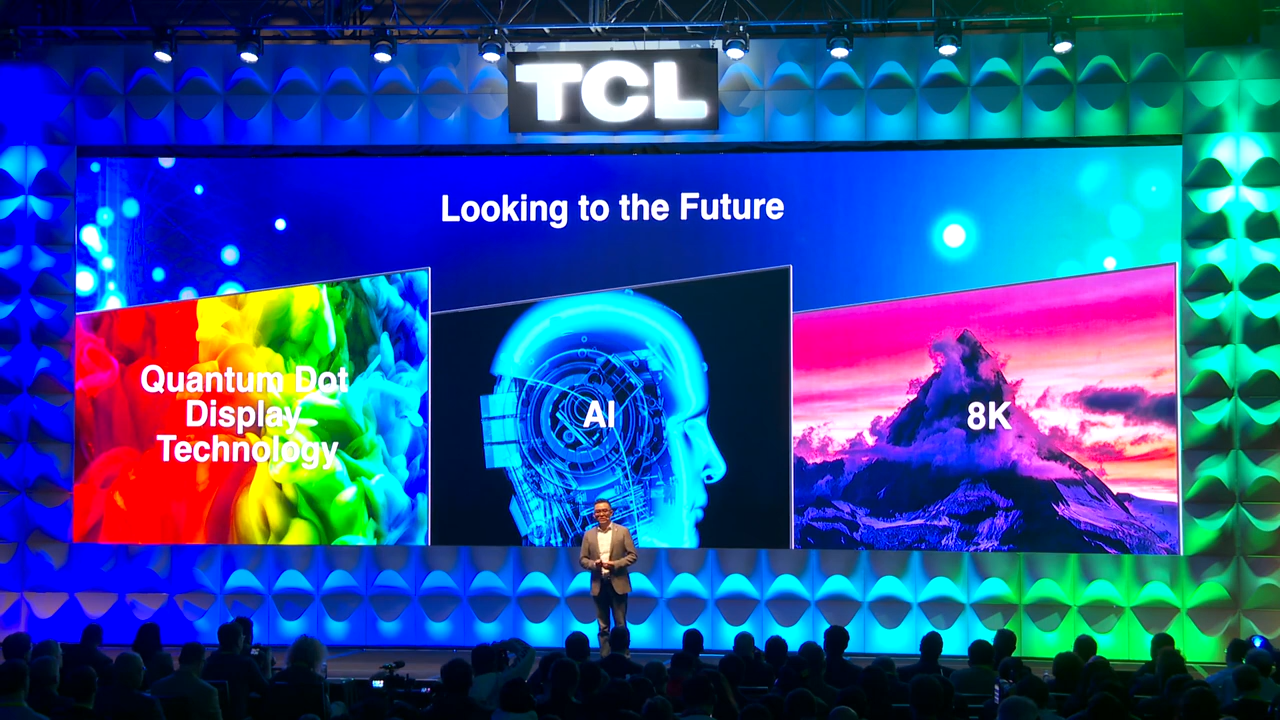 TCL
Looking to the Future
Quantum Dot
Display
Technology
AI
8K